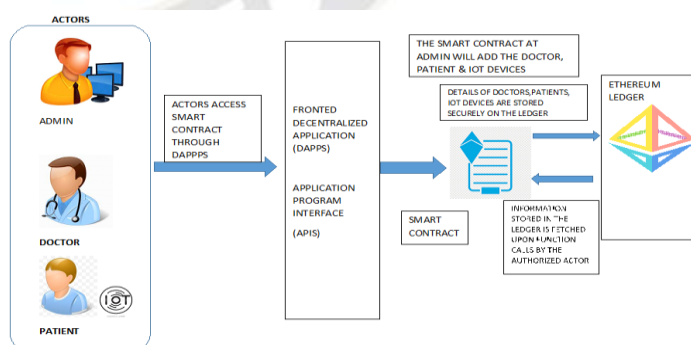 ACTORS
ADMIN
DOCTOR
IOT
PATIENT
ACTORS ACCESS
SMART
CONTRACT
THROUGH
DAPPPS
FRONTED
DECENTRALIZED
APPLICATION
(DAPPS)
APPLICATION
PROGRAM
INTERFACE
(APIS)
THE SMART CONTRACT AT
ADMIN WILL ADD THE DOCTOR,
PATIENT & IOT DEVICES
DETAILS OF DOCTORS,PATIENTS,
IOT DEVICES ARE STORED
SECURELY ON THE LEDGER
SMART
CONTRACT
INFORMATION
STORED IN THE
LEDGER IS FETCHED
UPON FUNCTION
CALLS BY THE
AUTHORIZED ACTOR
ETHEREUM
LEDGER